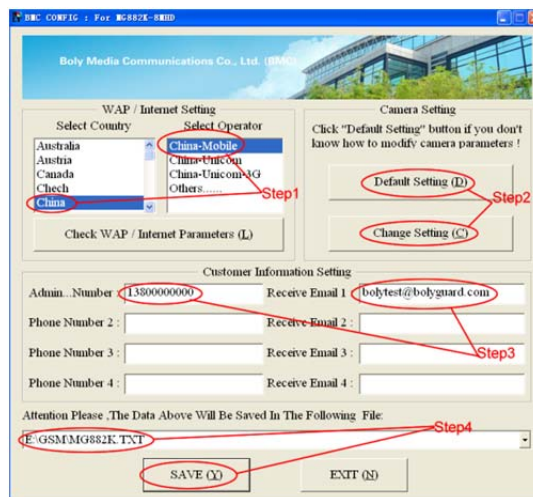 BMC CONFIG : For MG882K-8MHD
Boly Media Communications Co., Ltd. (BMC)
WAP / Internet Setting
Select Country
Select Operator
Australia
Austria
Canada
Chech
China
China-Mobile
China-Unicom
China-Unicom-3G
Others......
Step1
Check WAP / Internet Parameters (L)
Camera Setting
Click "Default Setting" button if you don't
know how to modify camera parameters !
Default Setting (D)
Step2
Change Setting (C)
Customer Information Setting
Admin...Number : 13800000000
Receive Email 1 : bolytest@bolyguard.com
Phone Number 2 :
Receive Email 2 :
Phone Number 3 :
Receive Email 3 :
Step3
Phone Number 4 :
Receive Email 4 :
Attention Please ,The Data Above Will Be Saved In The Following File:
Step4
E:\GSM\MG882K.TXT
SAVE (Y)
EXIT (N)